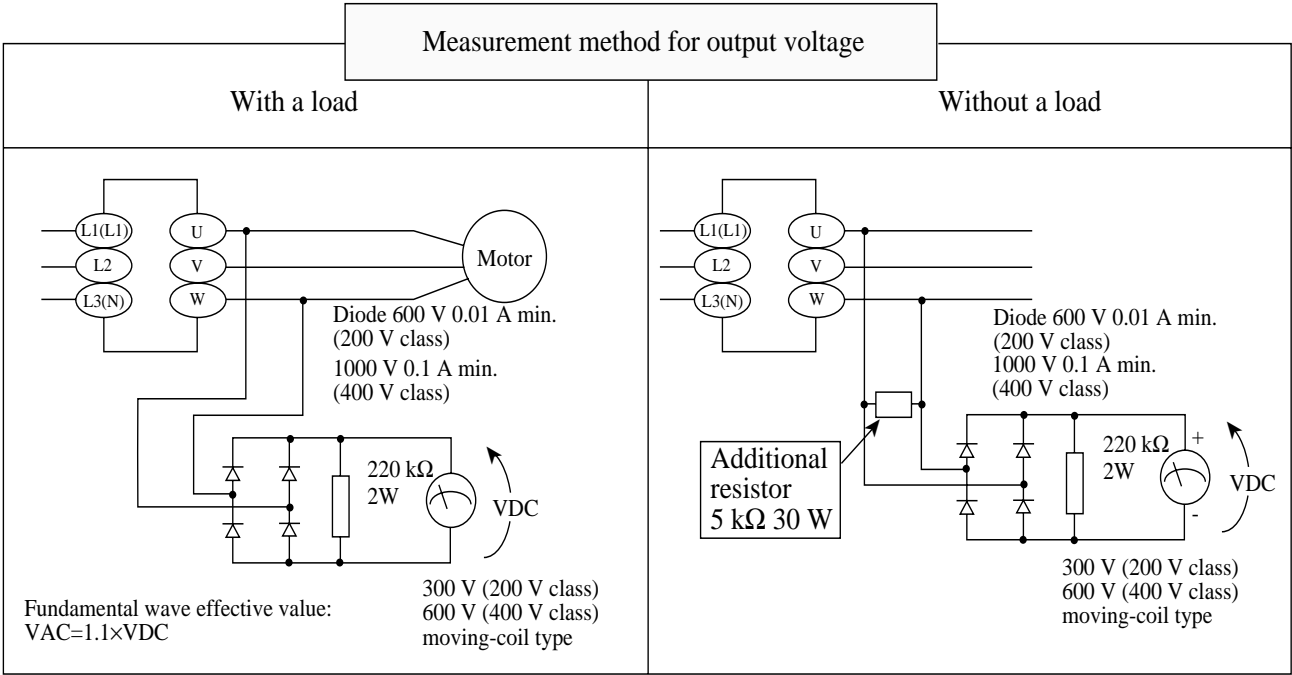 Measurement method for output voltage
With a load
Without a load
L1(L1)
L2
L3(N)
U
V
W
Motor
Diode 600 V 0.01 A min.
(200 V class)
1000 V 0.1 A min.
(400 V class)
220 kΩ
2W
VDC
300 V (200 V class)
600 V (400 V class)
moving-coil type
Fundamental wave effective value:
VAC=1.1×VDC
L1(L1)
L2
L3(N)
U
V
W
Diode 600 V 0.01 A min.
(200 V class)
1000 V 0.1 A min.
(400 V class)
Additional
resistor
5 kΩ 30 W
220 kΩ
2W
+
-
VDC
300 V (200 V class)
600 V (400 V class)
moving-coil type